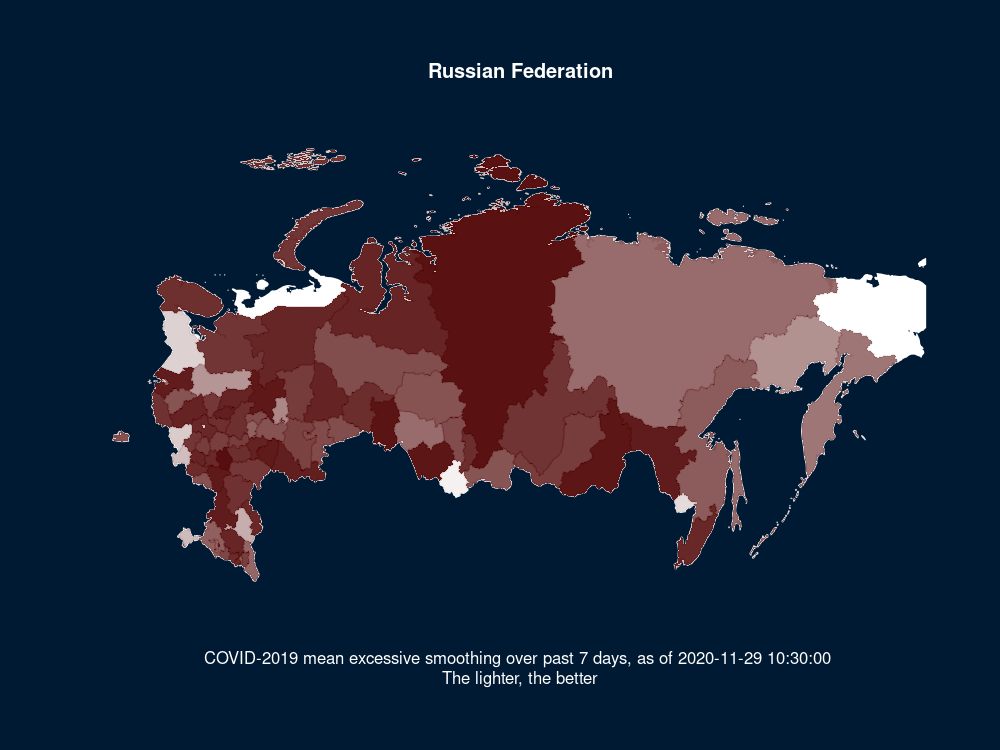 Russian Federation
COVID-2019 mean excessive smoothing over past 7 days, as of 2020-11-29 10:30:00
The lighter, the better